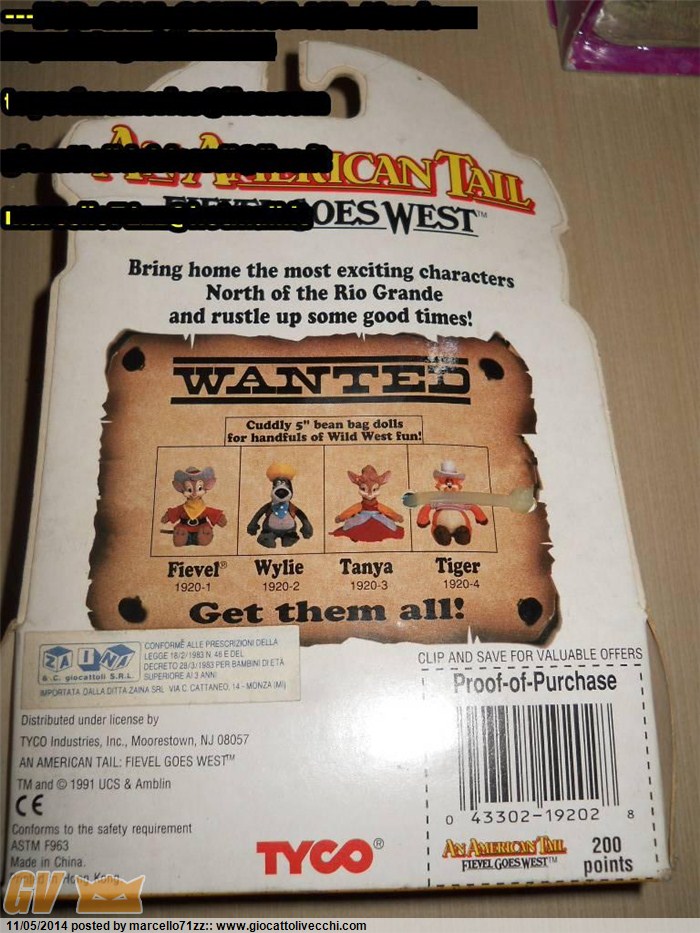 AN AMERICAN TAIL
FIEVEL GOES WEST™
Bring home the most exciting characters
North of the Rio Grande
and rustle up some good times!
WANTED
Cuddly 5" bean bag dolls
for handfuls of Wild West fun!
Fievel® Wylie Tanya Tiger
1920-1 1920-2 1920-3 1920-4
Get them all!
ZAINA
& C. giocattoli S.R.L.
CONFORME ALLE PRESCRIZIONI DELLA
LEGGE 18/2/1983 N. 46 E DEL
DECRETO 28/3/1983 PER BAMBINI DI ETÀ
SUPERIORE AI 3 ANNI
IMPORTATA DALLA DITTA ZAINA SRL VIA C. CATTANEO, 14 - MONZA (MI)
CLIP AND SAVE FOR VALUABLE OFFERS
Proof-of-Purchase
0 43302-19202 8
AN AMERICAN TAIL
FIEVEL GOES WEST™
200
points
Distributed under license by
TYCO Industries, Inc., Moorestown, NJ 08057
AN AMERICAN TAIL: FIEVEL GOES WEST™
TM and © 1991 UCS & Amblin
CE
Conforms to the safety requirement
ASTM F963
Made in China.
Hong Kong
TYCO®
GV
11/05/2014 posted by marcello71zz:: www.giocattolivecchi.com